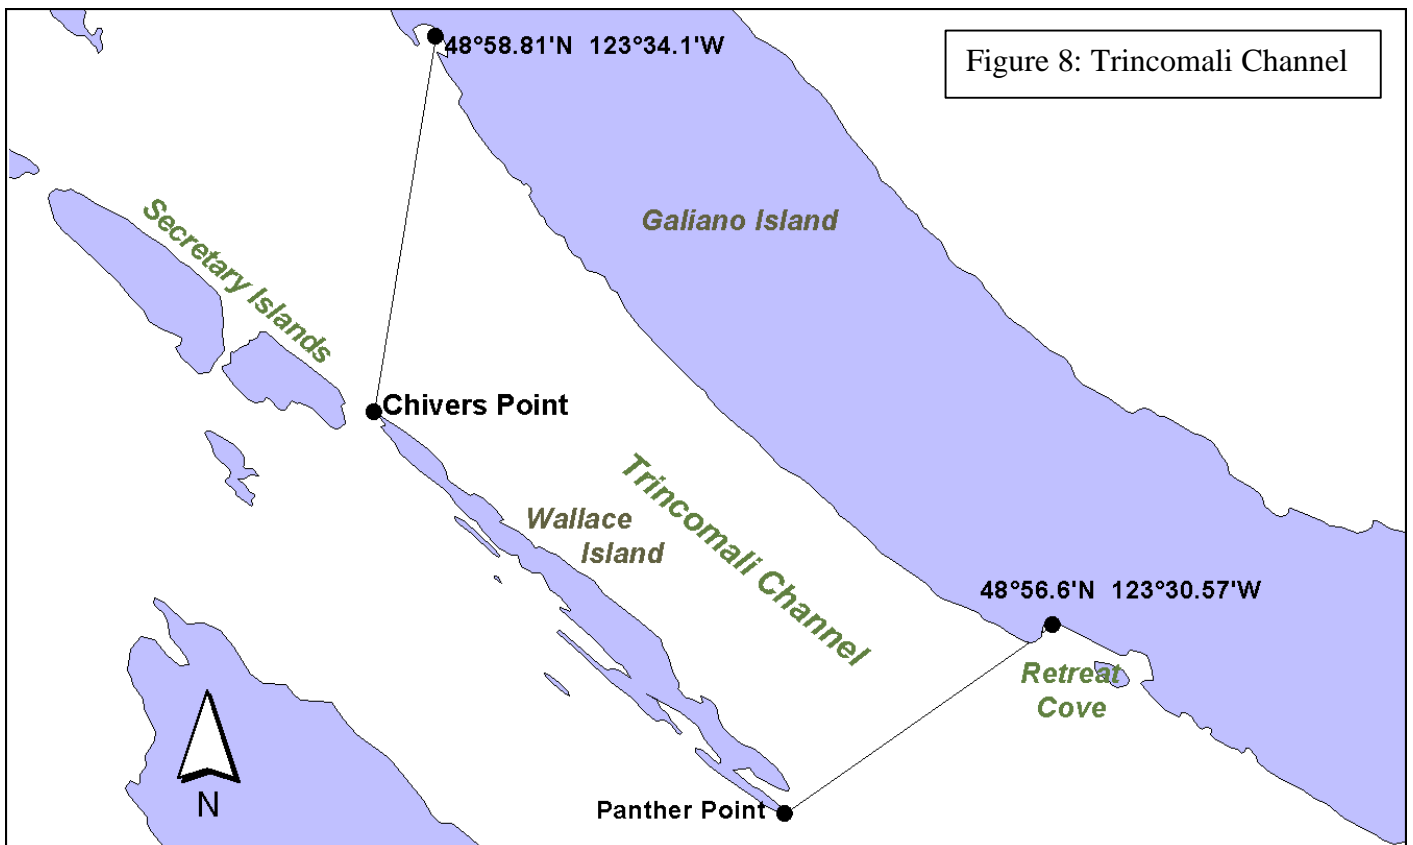 48°58.81'N 123°34.1'W
Figure 8: Trincomali Channel
Secretary Islands
Galiano Island
Chivers Point
Wallace
Island
Trincomali Channel
48°56.6'N 123°30.57'W
Retreat
Cove
Panther Point
N